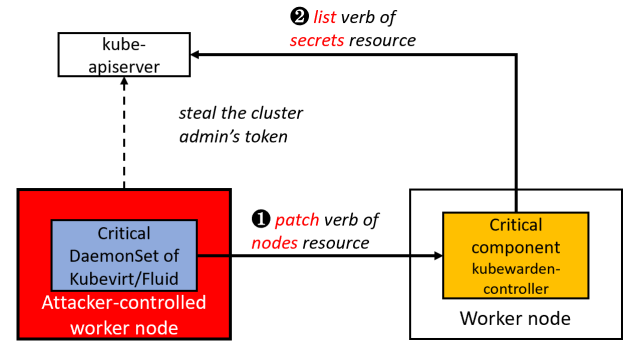 ❷ list verb of
secrets resource
kube-
apiserver
steal the cluster
admin's token
❶ patch verb of
nodes resource
Critical
DaemonSet of
Kubevirt/Fluid
Attacker-controlled
worker node
Critical
component
kubewarden-
controller
Worker node